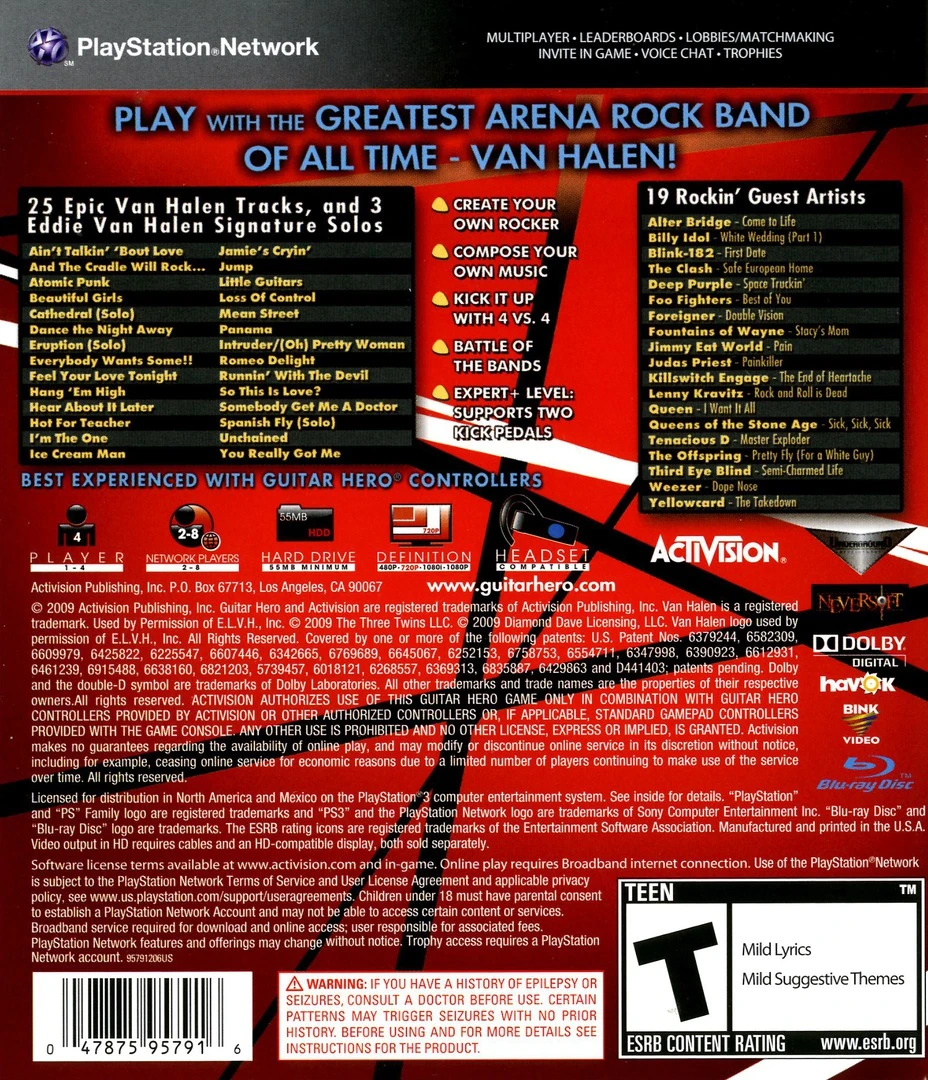 PlayStation®Network
SM
MULTIPLAYER • LEADERBOARDS • LOBBIES/MATCHMAKING
INVITE IN GAME • VOICE CHAT • TROPHIES
PLAY WITH THE GREATEST ARENA ROCK BAND
OF ALL TIME - VAN HALEN!
25 Epic Van Halen Tracks, and 3
Eddie Van Halen Signature Solos
Ain't Talkin' 'Bout Love
And The Cradle Will Rock...
Atomic Punk
Beautiful Girls
Cathedral (Solo)
Dance the Night Away
Eruption (Solo)
Everybody Wants Some!!
Feel Your Love Tonight
Hang 'Em High
Hear About It Later
Hot For Teacher
I'm The One
Ice Cream Man
Jamie's Cryin'
Jump
Little Guitars
Loss Of Control
Mean Street
Panama
Intruder/(Oh) Pretty Woman
Romeo Delight
Runnin' With The Devil
So This Is Love?
Somebody Get Me A Doctor
Spanish Fly (Solo)
Unchained
You Really Got Me
CREATE YOUR
OWN ROCKER
COMPOSE YOUR
OWN MUSIC
KICK IT UP
WITH 4 VS. 4
BATTLE OF
THE BANDS
EXPERT+ LEVEL:
SUPPORTS TWO
KICK PEDALS
19 Rockin' Guest Artists
Alter Bridge - Come to Life
Billy Idol - White Wedding (Part 1)
Blink-182 - First Date
The Clash - Safe European Home
Deep Purple - Space Truckin'
Foo Fighters - Best of You
Foreigner - Double Vision
Fountains of Wayne - Stacy's Mom
Jimmy Eat World - Pain
Judas Priest - Painkiller
Killswitch Engage - The End of Heartache
Lenny Kravitz - Rock and Roll is Dead
Queen - I Want It All
Queens of the Stone Age - Sick, Sick, Sick
Tenacious D - Master Exploder
The Offspring - Pretty Fly (For a White Guy)
Third Eye Blind - Semi-Charmed Life
Weezer - Dope Nose
Yellowcard - The Takedown
BEST EXPERIENCED WITH GUITAR HERO® CONTROLLERS
4
PLAYER
1 - 4
2-8
NETWORK PLAYERS
2 - 8
55MB
HDD
HARD DRIVE
55MB MINIMUM
720P
DEFINITION
480P•720P•1080i•1080P
HEADSET
COMPATIBLE
ACTIVISION®
UNDERGROUND
Activision Publishing, Inc. P.O. Box 67713, Los Angeles, CA 90067
www.guitarhero.com
© 2009 Activision Publishing, Inc. Guitar Hero and Activision are registered trademarks of Activision Publishing, Inc. Van Halen is a registered
trademark. Used by Permission of E.L.V.H., Inc. © 2009 The Three Twins LLC. © 2009 Diamond Dave Licensing, LLC. Van Halen logo used by
permission of E.L.V.H., Inc. All Rights Reserved. Covered by one or more of the following patents: U.S. Patent Nos. 6379244, 6582309,
6609979, 6425822, 6225547, 6607446, 6342665, 6769689, 6645067, 6252153, 6758753, 6554711, 6347998, 6390923, 6612931,
6461239, 6915488, 6638160, 6821203, 5739457, 6018121, 6268557, 6369313, 6835887, 6429863 and D441403; patents pending. Dolby
and the double-D symbol are trademarks of Dolby Laboratories. All other trademarks and trade names are the properties of their respective
owners.All rights reserved. ACTIVISION AUTHORIZES USE OF THIS GUITAR HERO GAME ONLY IN COMBINATION WITH GUITAR HERO
CONTROLLERS PROVIDED BY ACTIVISION OR OTHER AUTHORIZED CONTROLLERS OR, IF APPLICABLE, STANDARD GAMEPAD CONTROLLERS
PROVIDED WITH THE GAME CONSOLE. ANY OTHER USE IS PROHIBITED AND NO OTHER LICENSE, EXPRESS OR IMPLIED, IS GRANTED. Activision
makes no guarantees regarding the availability of online play, and may modify or discontinue online service in its discretion without notice,
including for example, ceasing online service for economic reasons due to a limited number of players continuing to make use of the service
over time. All rights reserved.
NEVERSOFT
DOLBY
DIGITAL
havok
BINK
VIDEO
Blu-ray Disc™
Licensed for distribution in North America and Mexico on the PlayStation®3 computer entertainment system. See inside for details. "PlayStation"
and "PS" Family logo are registered trademarks and "PS3" and the PlayStation Network logo are trademarks of Sony Computer Entertainment Inc. "Blu-ray Disc" and
"Blu-ray Disc" logo are trademarks. The ESRB rating icons are registered trademarks of the Entertainment Software Association. Manufactured and printed in the U.S.A.
Video output in HD requires cables and an HD-compatible display, both sold separately.
Software license terms available at www.activision.com and in-game. Online play requires Broadband internet connection. Use of the PlayStation®Network
is subject to the PlayStation Network Terms of Service and User License Agreement and applicable privacy
policy, see www.us.playstation.com/support/useragreements. Children under 18 must have parental consent
to establish a PlayStation Network Account and may not be able to access certain content or services.
Broadband service required for download and online access; user responsible for associated fees.
PlayStation Network features and offerings may change without notice. Trophy access requires a PlayStation
Network account. 95791206US
0 47875 95791 6
WARNING: IF YOU HAVE A HISTORY OF EPILEPSY OR
SEIZURES, CONSULT A DOCTOR BEFORE USE. CERTAIN
PATTERNS MAY TRIGGER SEIZURES WITH NO PRIOR
HISTORY. BEFORE USING AND FOR MORE DETAILS SEE
INSTRUCTIONS FOR THE PRODUCT.
TEEN ™
T
Mild Lyrics
Mild Suggestive Themes
ESRB CONTENT RATING www.esrb.org